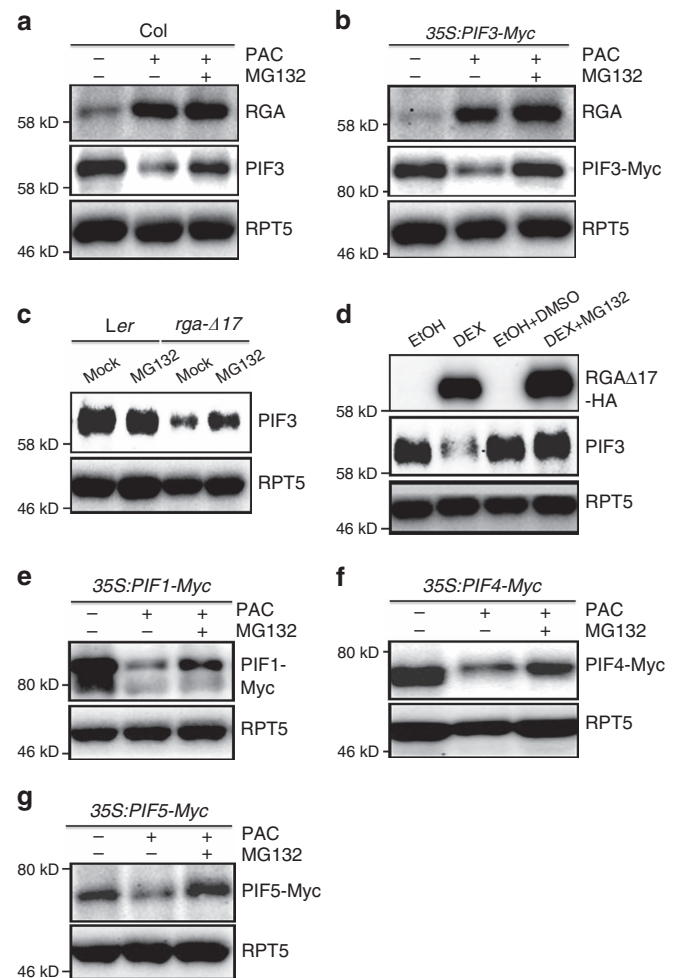 a
Col
− + + PAC
− − + MG132
RGA
58 kD
PIF3
58 kD
RPT5
46 kD
b
35S:PIF3-Myc
− + + PAC
− − + MG132
RGA
58 kD
PIF3-Myc
80 kD
RPT5
46 kD
c
Ler rga-Δ17
Mock MG132 Mock MG132
PIF3
58 kD
RPT5
46 kD
d
EtOH DEX EtOH+DMSO DEX+MG132
RGAΔ17
-HA
58 kD
PIF3
58 kD
RPT5
46 kD
e
35S:PIF1-Myc
− + + PAC
− − + MG132
PIF1-
80 kD Myc
RPT5
46 kD
f
35S:PIF4-Myc
− + + PAC
− − + MG132
80 kD
PIF4-Myc
RPT5
46 kD
g
35S:PIF5-Myc
− + + PAC
− − + MG132
80 kD
PIF5-Myc
RPT5
46 kD